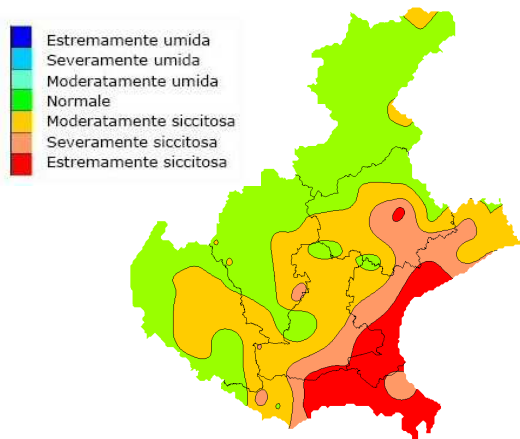 Estremamente umida
Severamente umida
Moderatamente umida
Normale
Moderatamente siccitosa
Severamente siccitosa
Estremamente siccitosa